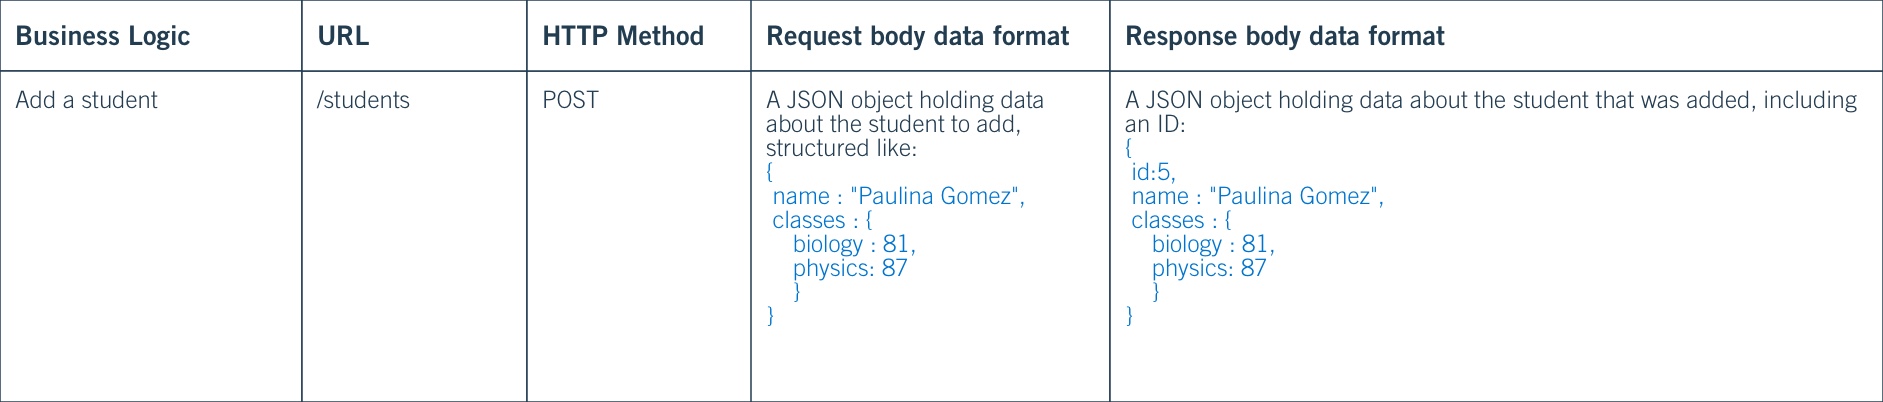 Business Logic
URL
HTTP Method
Request body data format
Response body data format
Add a student
/students
POST
A JSON object holding data
about the student to add,
structured like:
{
name : "Paulina Gomez",
classes : {
biology : 81,
physics: 87
}
}
A JSON object holding data about the student that was added, including
an ID:
{
id:5,
name : "Paulina Gomez",
classes : {
biology : 81,
physics: 87
}
}